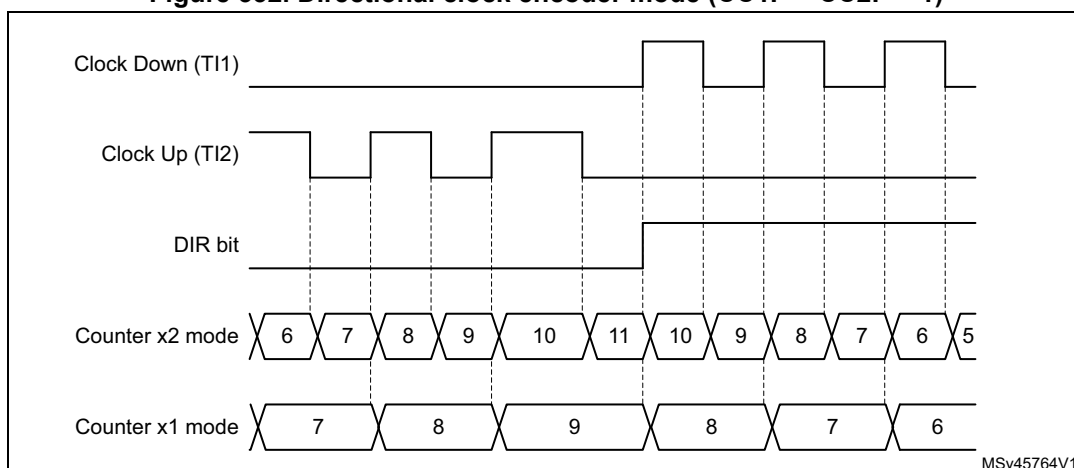 Clock Down (TI1)
Clock Up (TI2)
DIR bit
Counter x2 mode 6 7 8 9 10 11 10 9 8 7 6 5
Counter x1 mode 7 8 9 8 7 6
MSv45764V1